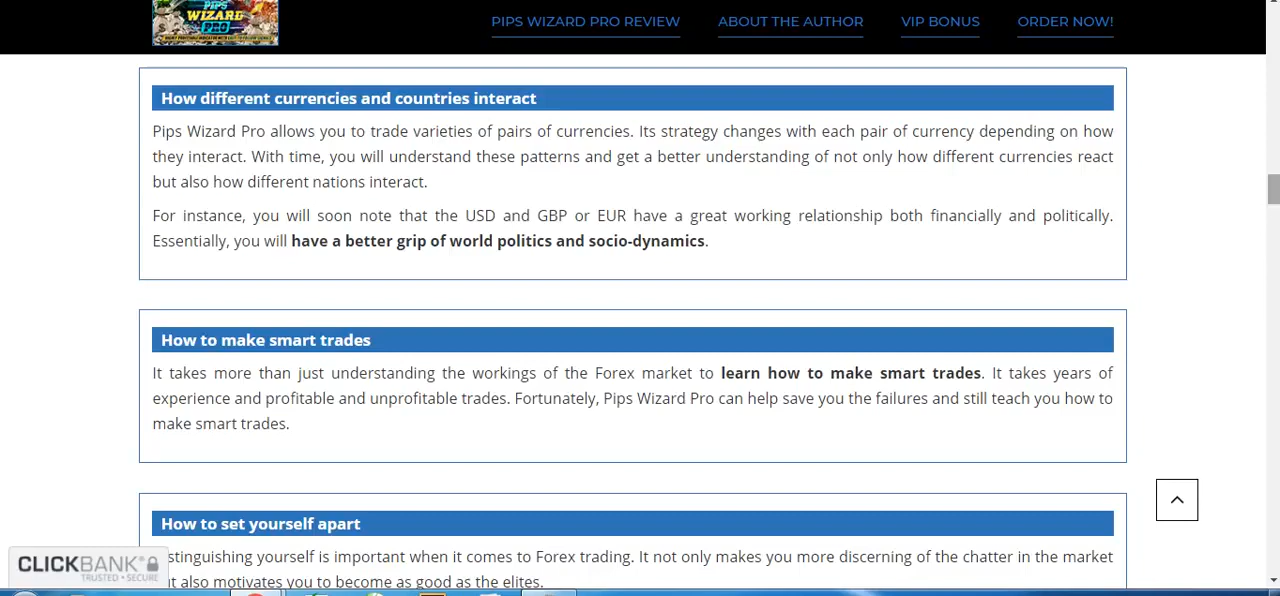 PIPS
WIZARD
PRO
PIPS WIZARD PRO REVIEW ABOUT THE AUTHOR VIP BONUS ORDER NOW!
How different currencies and countries interact
Pips Wizard Pro allows you to trade varieties of pairs of currencies. Its strategy changes with each pair of currency depending on how
they interact. With time, you will understand these patterns and get a better understanding of not only how different currencies react
but also how different nations interact.
For instance, you will soon note that the USD and GBP or EUR have a great working relationship both financially and politically.
Essentially, you will have a better grip of world politics and socio-dynamics.
How to make smart trades
It takes more than just understanding the workings of the Forex market to learn how to make smart trades. It takes years of
experience and profitable and unprofitable trades. Fortunately, Pips Wizard Pro can help save you the failures and still teach you how to
make smart trades.
How to set yourself apart
stinguishing yourself is important when it comes to Forex trading. It not only makes you more discerning of the chatter in the market
also motivates you to become as good as the elites.
CLICKBANK®
TRUSTED • SECURE